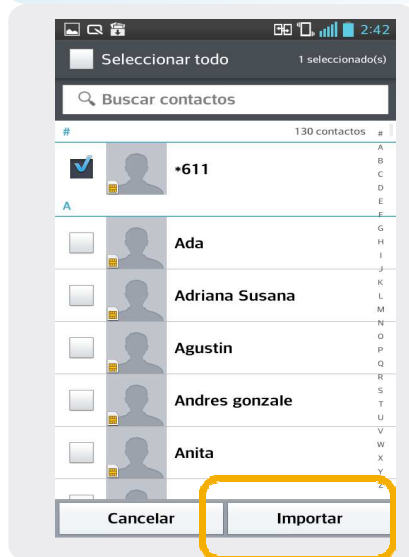 2:42
Seleccionar todo 1 seleccionado(s)
Buscar contactos
# 130 contactos
*611
A
Ada
Adriana Susana
Agustin
Andres gonzale
Anita
Cancelar Importar
#
A
B
C
D
E
F
G
H
I
J
K
L
M
N
O
P
Q
R
S
T
U
V
W
X
Y
Z